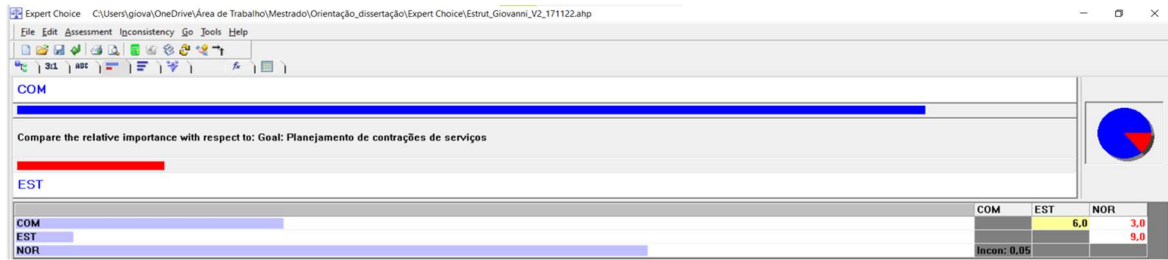 Expert Choice C:\Users\giova\OneDrive\Área de Trabalho\Mestrado\Orientação_dissertação\Expert Choice\Estrut_Giovanni_V2_171122.ahp
File Edit Assessment Inconsistency Go Tools Help
3:1 ABC
COM
Compare the relative importance with respect to: Goal: Planejamento de contrações de serviços
EST
COM EST NOR
COM 6,0 3,0
EST 9,0
NOR Incon: 0,05